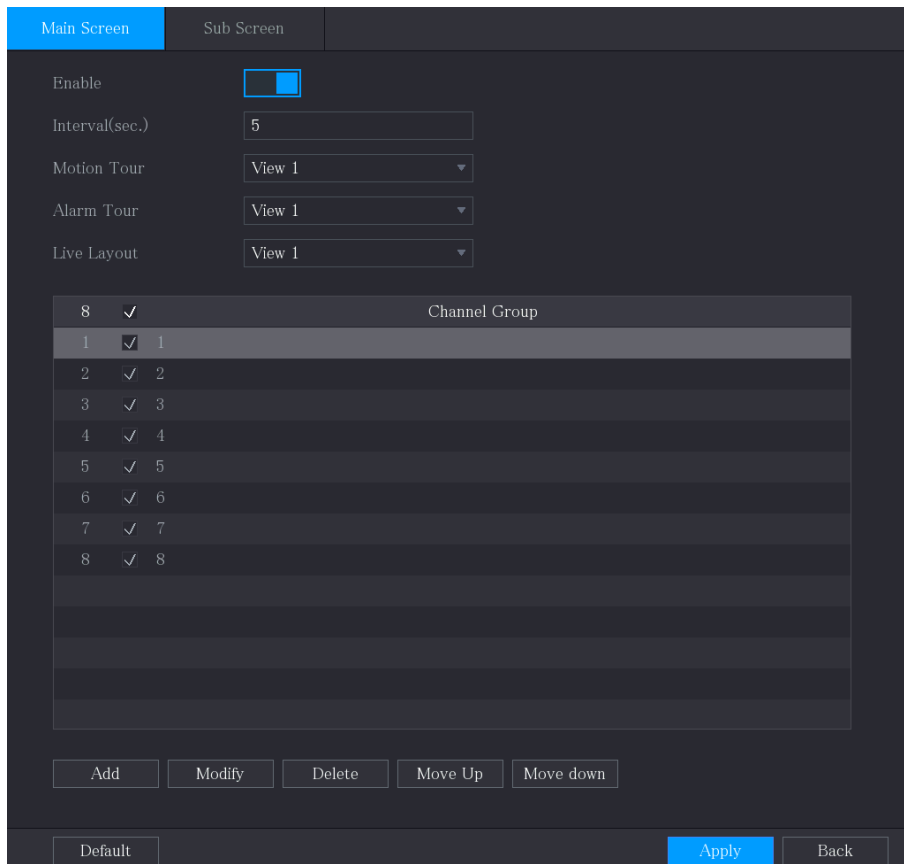 Main Screen Sub Screen
Enable
Interval(sec.) 5
Motion Tour View 1
Alarm Tour View 1
Live Layout View 1
8 Channel Group
1 1
2 2
3 3
4 4
5 5
6 6
7 7
8 8
Add Modify Delete Move Up Move down
Default Apply Back